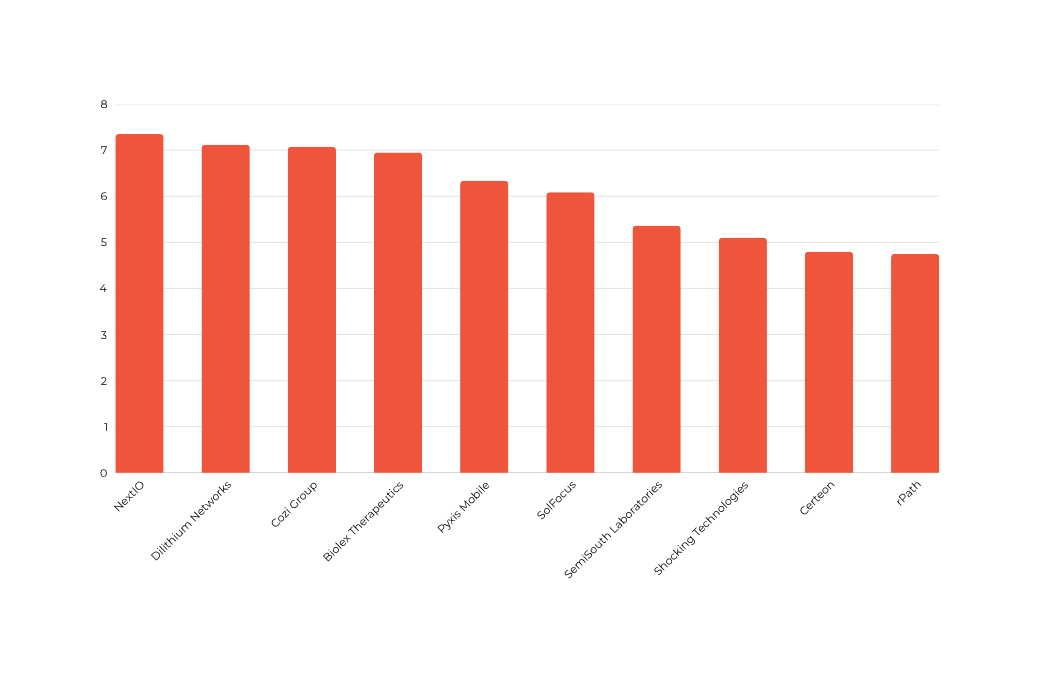 8
7
6
5
4
3
2
1
0
NextIO
Dilithium Networks
Cozi Group
Biolex Therapeutics
Pyxis Mobile
SolFocus
SemiSouth Laboratories
Shocking Technologies
Certeon
rPath